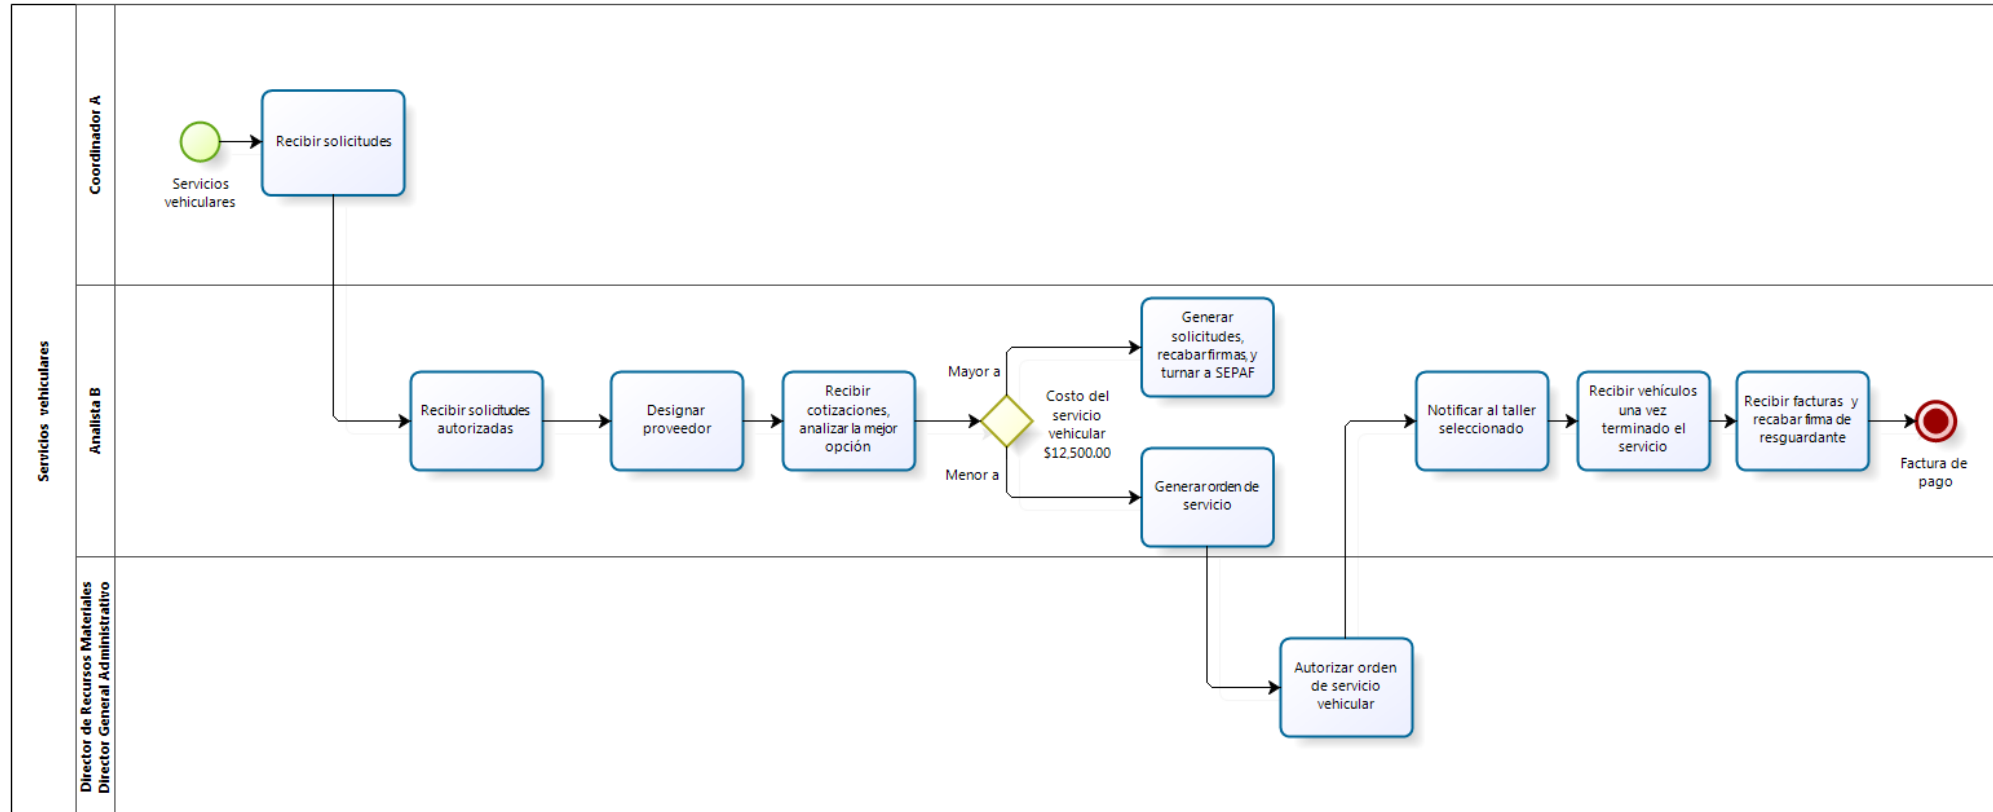 Servicios vehiculares
Coordinador A
Servicios
vehiculares
Recibir solicitudes
Analista B
Recibir solicitudes
autorizadas
Designar
proveedor
Recibir
cotizaciones,
analizar la mejor
opción
Mayor a
Menor a
Costo del
servicio
vehicular
$12,500.00
Generar
solicitudes,
recabar firmas, y
turnar a SEPAF
Generar orden de
servicio
Notificar al taller
seleccionado
Recibir vehículos
una vez
terminado el
servicio
Recibir facturas y
recabar firma de
resguardante
Factura de
pago
Director de Recursos Materiales
Director General Administrativo
Autorizar orden
de servicio
vehicular